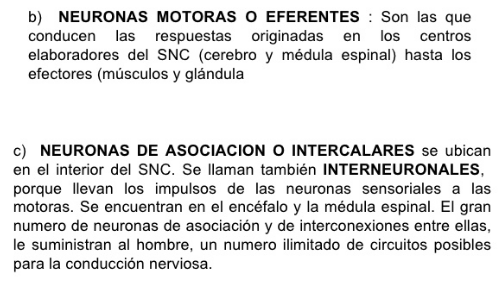 b) NEURONAS MOTORAS O EFERENTES : Son las que
conducen las respuestas originadas en los centros
elaboradores del SNC (cerebro y médula espinal) hasta los
efectores (músculos y glándula
c) NEURONAS DE ASOCIACION O INTERCALARES se ubican
en el interior del SNC. Se llaman también INTERNEURONALES,
porque llevan los impulsos de las neuronas sensoriales a las
motoras. Se encuentran en el encéfalo y la médula espinal. El gran
numero de neuronas de asociación y de interconexiones entre ellas,
le suministran al hombre, un numero ilimitado de circuitos posibles
para la conducción nerviosa.